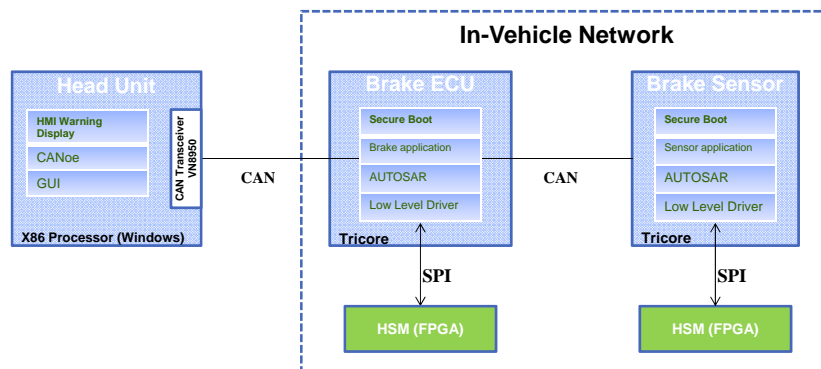 In-Vehicle Network
Head Unit
HMI Warning
Display
CANoe
GUI
CAN Transceiver
VN8950
X86 Processor (Windows)
CAN
Brake ECU
Secure Boot
Brake application
AUTOSAR
Low Level Driver
Tricore
SPI
HSM (FPGA)
CAN
Brake Sensor
Secure Boot
Sensor application
AUTOSAR
Low Level Driver
Tricore
SPI
HSM (FPGA)